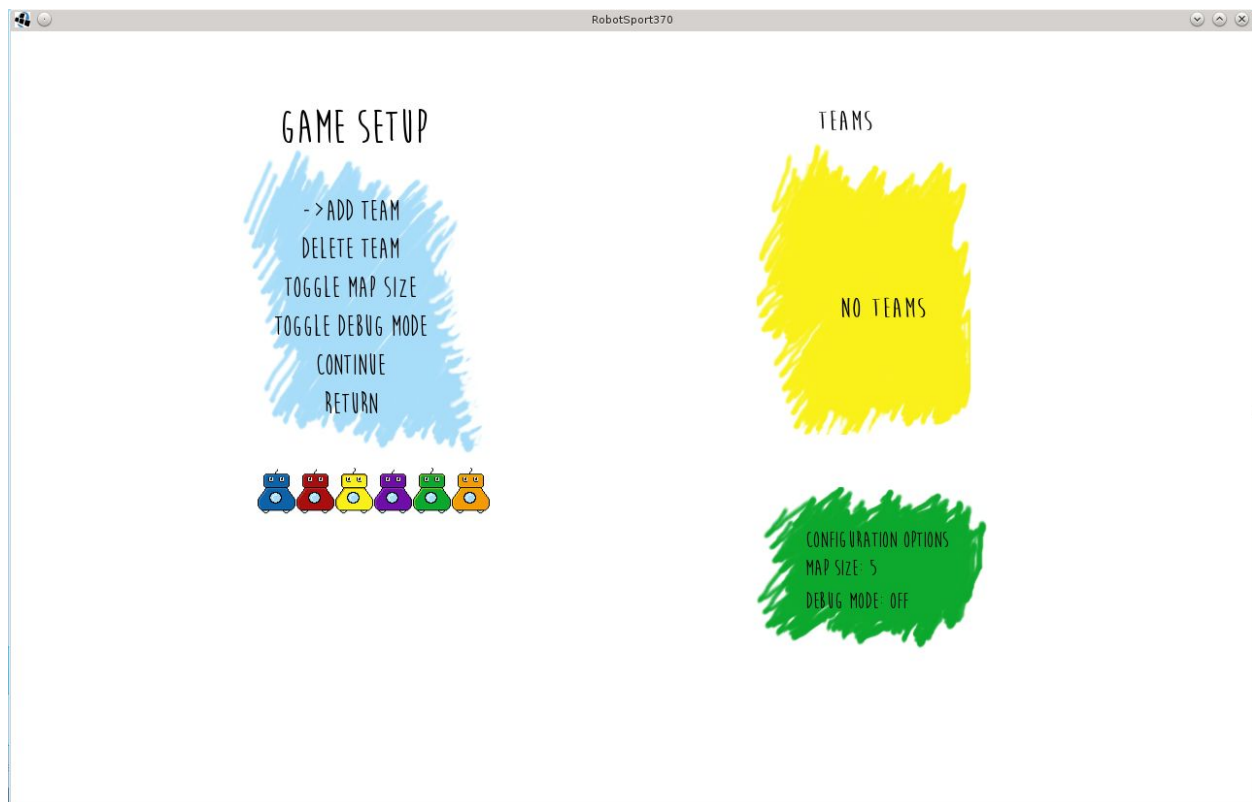 RobotSport370
GAME SETUP
->ADD TEAM
DELETE TEAM
TOGGLE MAP SIZE
TOGGLE DEBUG MODE
CONTINUE
RETURN
TEAMS
NO TEAMS
CONFIGURATION OPTIONS
MAP SIZE: 5
DEBUG MODE: OFF